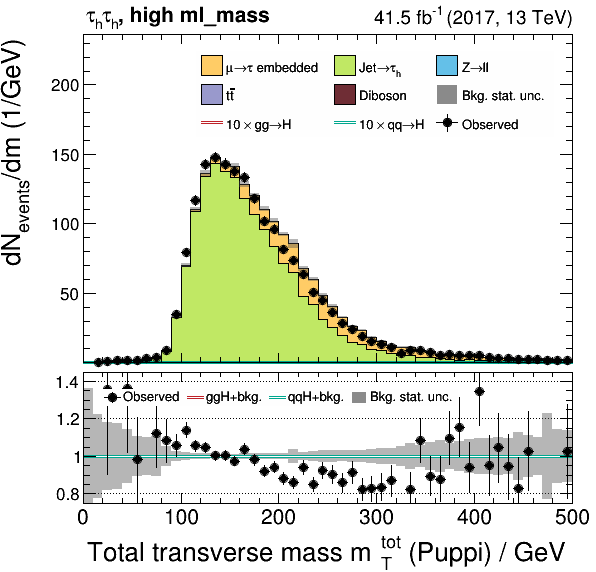 τhτh, high ml_mass 41.5 fb⁻¹ (2017, 13 TeV)
dNevents/dm (1/GeV)
μ→τ embedded Jet→τh Z→ll
tt̅ Diboson Bkg. stat. unc.
10 × gg→H 10 × qq→H Observed
200
150
100
50
1.4
Observed ggH+bkg. qqH+bkg. Bkg. stat. unc.
1.2
1
0.8
0 100 200 300 400 500
Total transverse mass m T tot (Puppi) / GeV